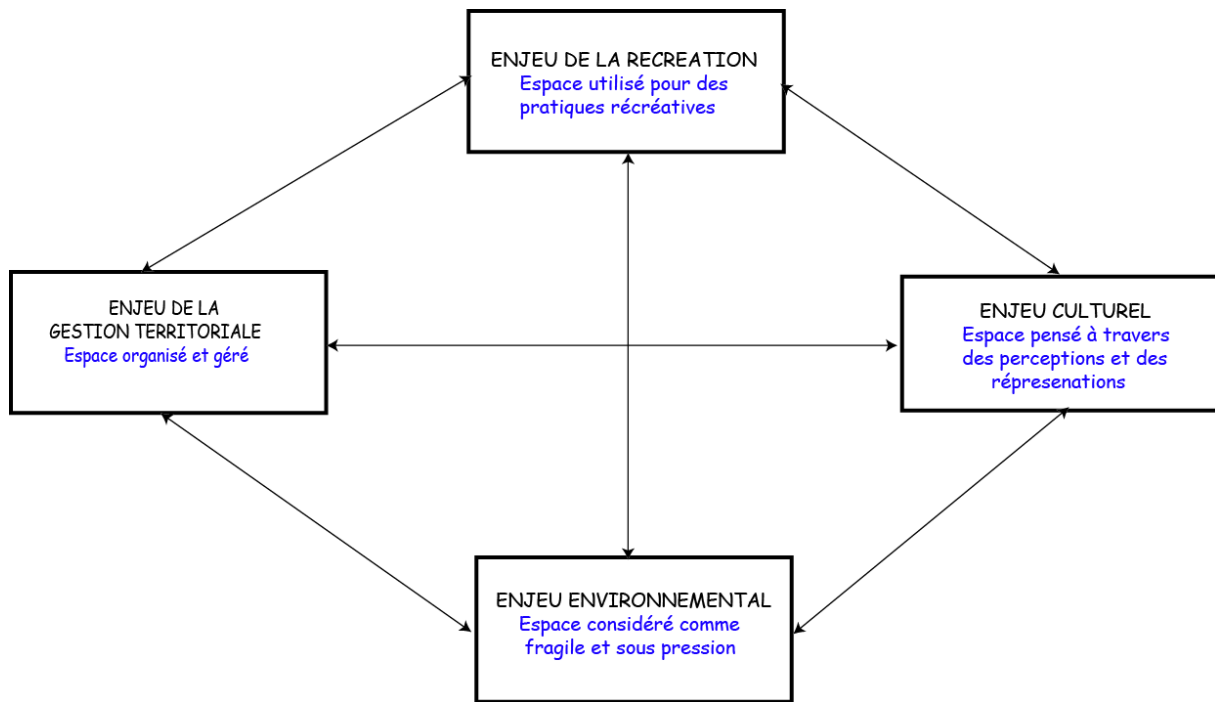 ENJEU DE LA RECREATION
Espace utilisé pour des
pratiques récréatives
ENJEU DE LA
GESTION TERRITORIALE
Espace organisé et géré
ENJEU CULTUREL
Espace pensé à travers
des perceptions et des
répresenations
ENJEU ENVIRONNEMENTAL
Espace considéré comme
fragile et sous pression